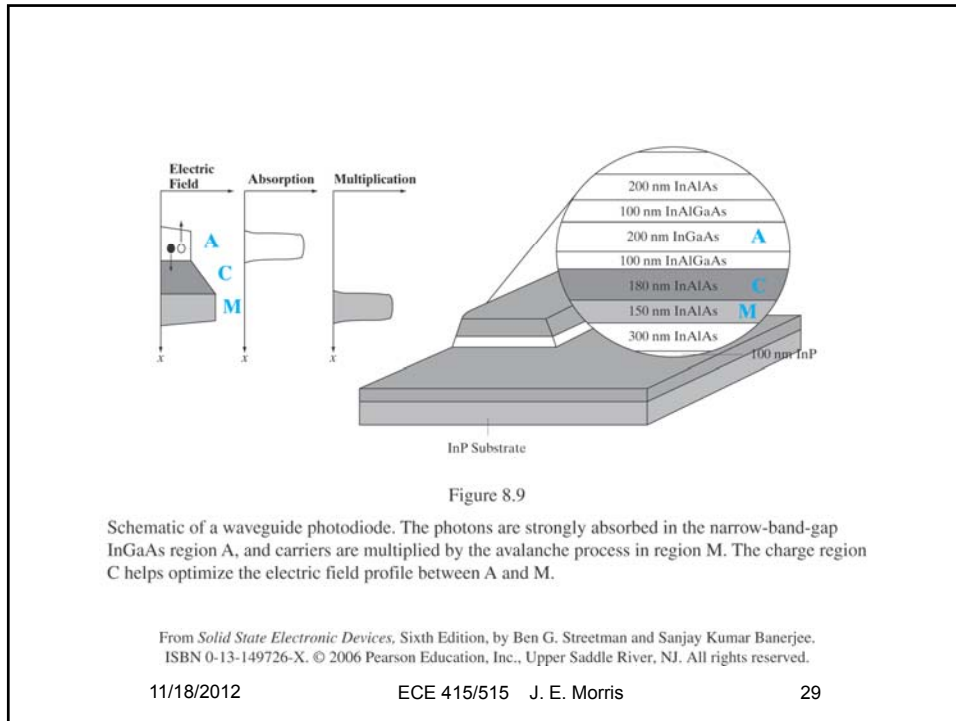 Electric
Field
Absorption
Multiplication
A
C
M
x
x
x
200 nm InAlAs
100 nm InAlGaAs
200 nm InGaAs A
100 nm InAlGaAs
180 nm InAlAs C
150 nm InAlAs M
300 nm InAlAs
100 nm InP
InP Substrate
Figure 8.9
Schematic of a waveguide photodiode. The photons are strongly absorbed in the narrow-band-gap
InGaAs region A, and carriers are multiplied by the avalanche process in region M. The charge region
C helps optimize the electric field profile between A and M.
From Solid State Electronic Devices, Sixth Edition, by Ben G. Streetman and Sanjay Kumar Banerjee.
ISBN 0-13-149726-X. © 2006 Pearson Education, Inc., Upper Saddle River, NJ. All rights reserved.
11/18/2012 ECE 415/515 J. E. Morris 29